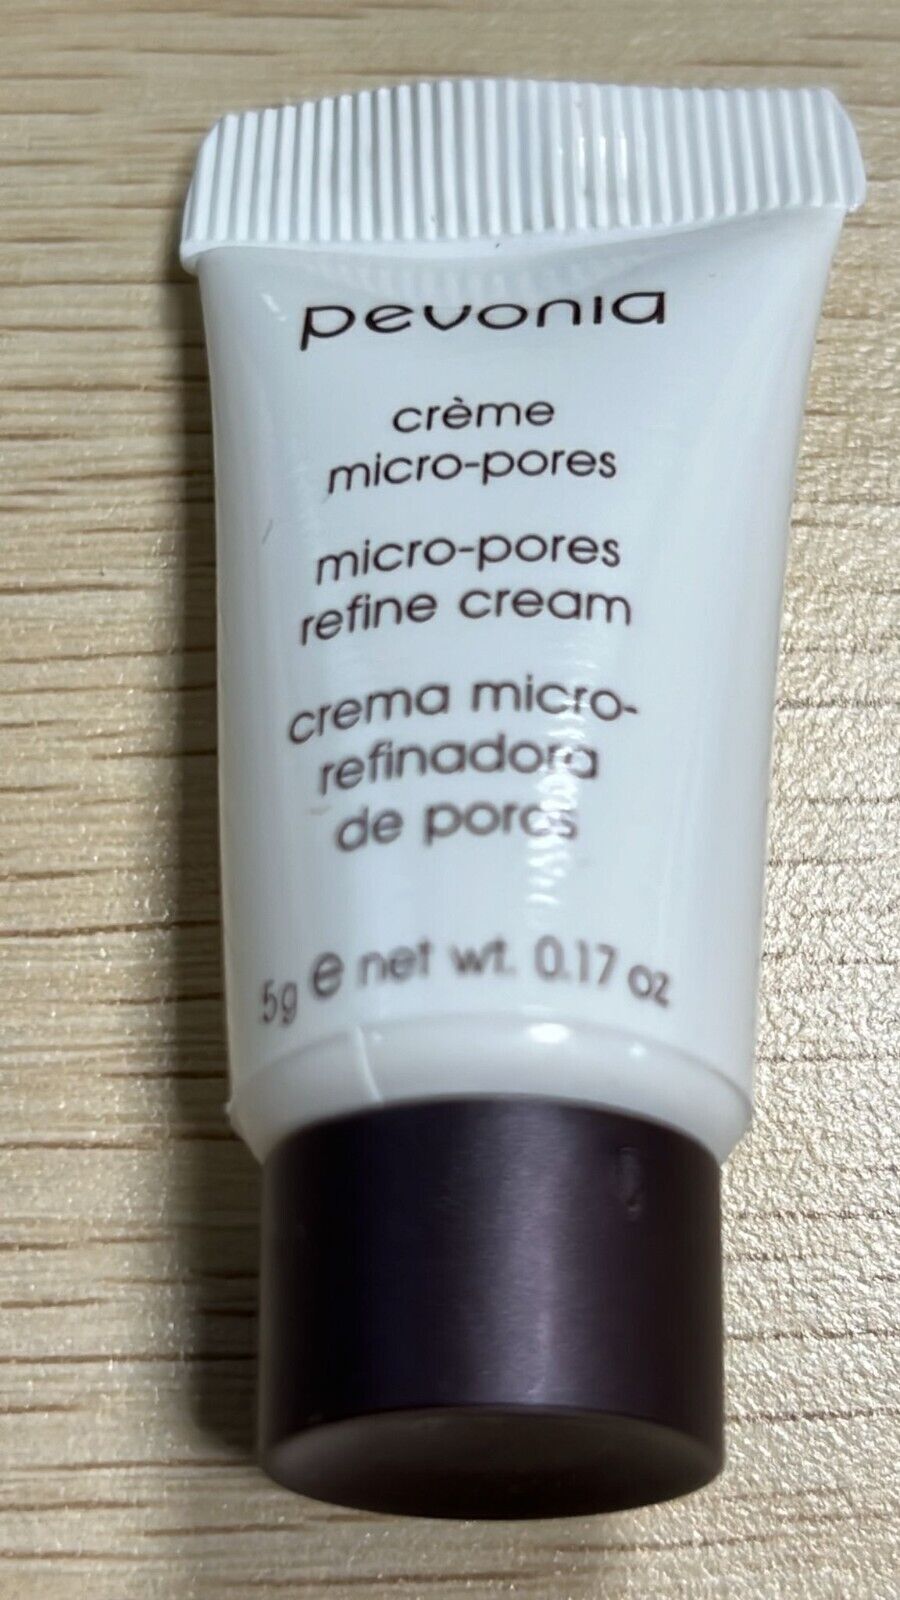 pevonia
crème
micro-pores
micro-pores
refine cream
crema micro-
refinadora
de poros
5g e net wt. 0.17 oz